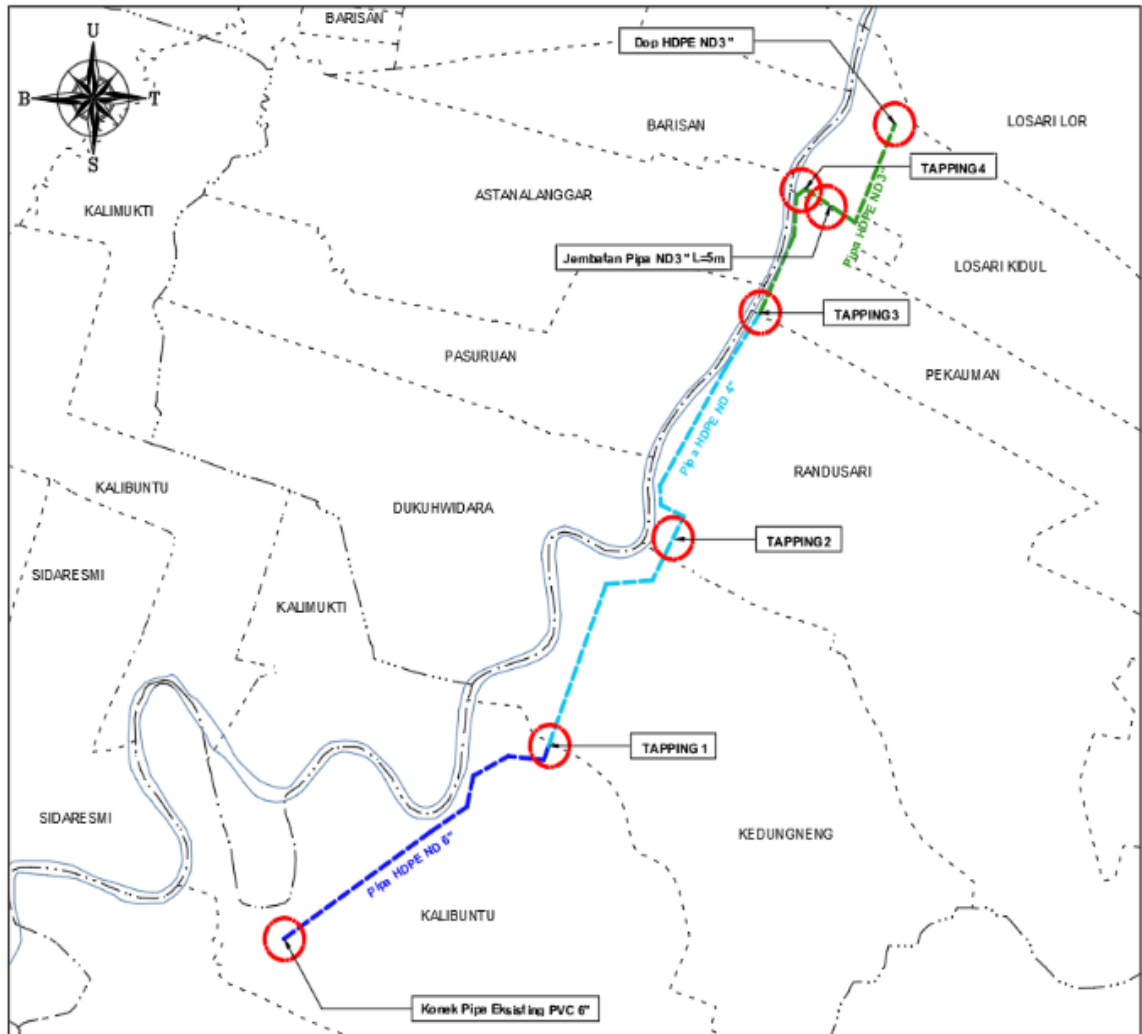 BARISAN
U
Dop HDPE ND3"
B
T
S
LOSARI LOR
BARISAN
TAPPING4
ASTANALANGGAR
KALIMUKTI
Pipa HDPE ND3"
Jembatan Pipa ND3" L=5m
LOSARI KIDUL
TAPPING3
PASURUAN
PEKAUMAN
Pipa HDPE ND 4"
RANDUSARI
KALIBUNTU
DUKUHWIDARA
TAPPING2
SIDARESMI
KALIMUKTI
TAPPING 1
SIDARESMI
KEDUNGNENG
Pipa HDPE ND 6"
KALIBUNTU
Konek Pipa Eksisting PVC 6"